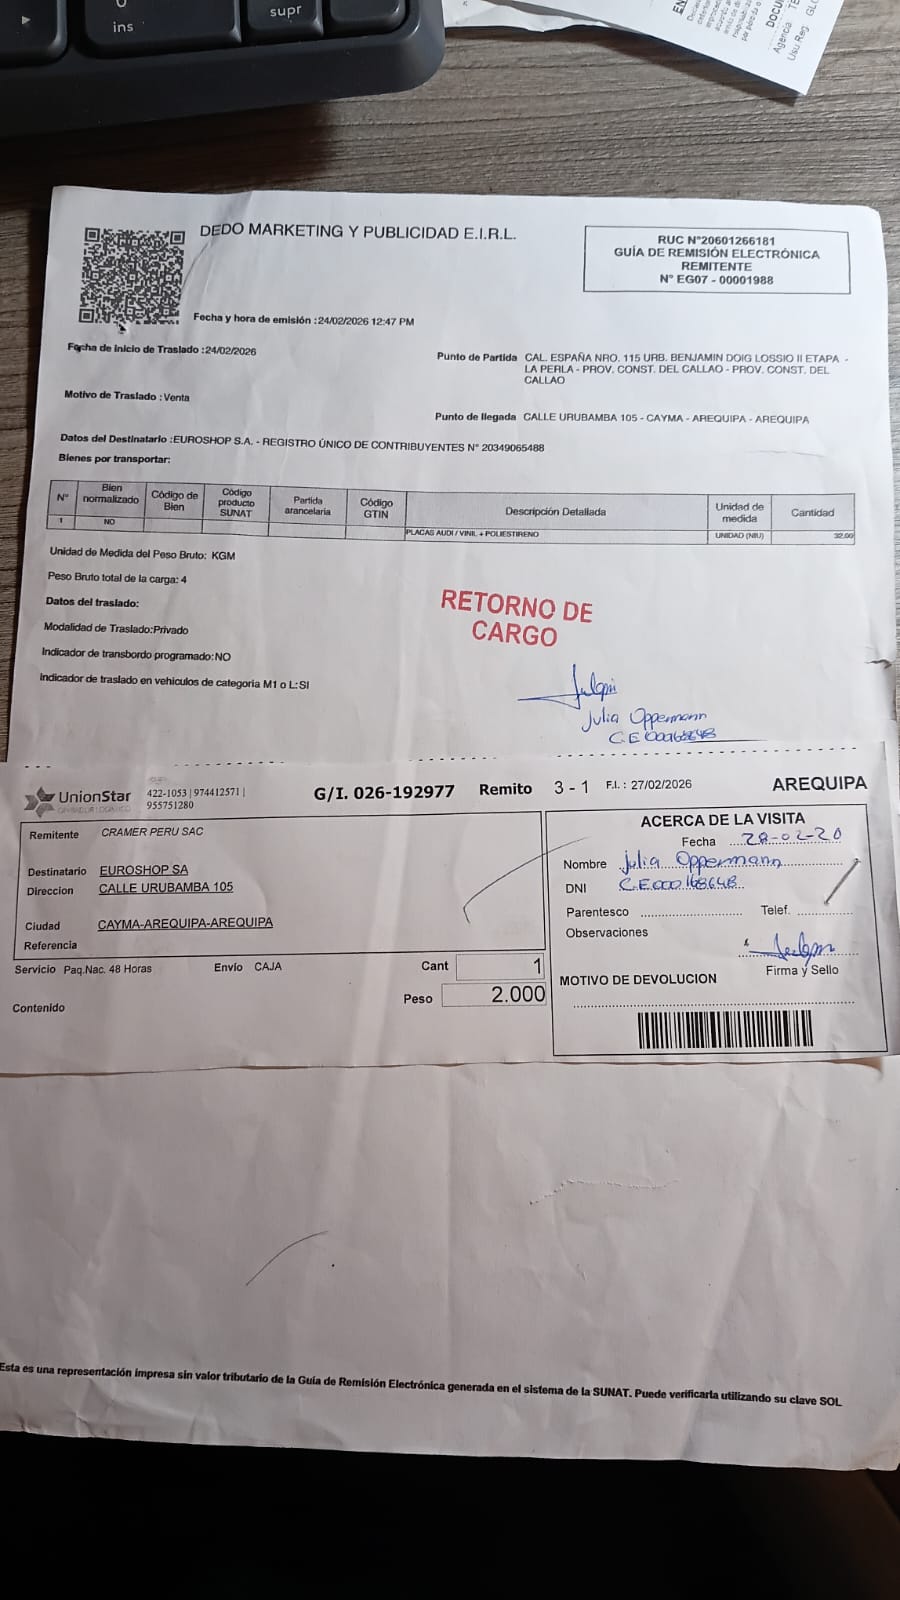 ins
supr
DOCU
Agencia TE
Usu.Reg GLO
DEDO MARKETING Y PUBLICIDAD E.I.R.L.
RUC N°20601266181
GUÍA DE REMISIÓN ELECTRÓNICA
REMITENTE
N° EG07 - 00001988
Fecha y hora de emisión :24/02/2026 12:47 PM
Fecha de inicio de Traslado :24/02/2026
Punto de Partida CAL. ESPAÑA NRO. 115 URB. BENJAMIN DOIG LOSSIO II ETAPA -
LA PERLA - PROV. CONST. DEL CALLAO - PROV. CONST. DEL
CALLAO
Motivo de Traslado : Venta
Punto de llegada CALLE URUBAMBA 105 - CAYMA - AREQUIPA - AREQUIPA
Datos del Destinatario :EUROSHOP S.A. - REGISTRO ÚNICO DE CONTRIBUYENTES N° 20349065488
Bienes por transportar:
N° Bien normalizado Código de Bien Código producto SUNAT Partida arancelaria Código GTIN Descripción Detallada Unidad de medida Cantidad
1 NO PLACAS AUDI / VINIL + POLIESTIRENO UNIDAD (NIU) 32.00
Unidad de Medida del Peso Bruto: KGM
Peso Bruto total de la carga: 4
Datos del traslado:
Modalidad de Traslado:Privado
Indicador de transbordo programado:NO
Indicador de traslado en vehículos de categoría M1 o L:SI
RETORNO DE
CARGO
Julia Oppermann
C.E 000168648
UnionStar
422-1053 | 974412571 |
955751280
G/I. 026-192977 Remito 3 - 1 F.I.: 27/02/2026 AREQUIPA
Remitente CRAMER PERU SAC
Destinatario EUROSHOP SA
Direccion CALLE URUBAMBA 105
Ciudad CAYMA-AREQUIPA-AREQUIPA
Referencia
Servicio Paq.Nac. 48 Horas Envío CAJA Cant 1
Peso 2.000
Contenido
ACERCA DE LA VISITA
Fecha 28-02-20
Nombre Julia Oppermann
DNI C.E000168648
Parentesco Telef.
Observaciones
Firma y Sello
MOTIVO DE DEVOLUCION
Esta es una representación impresa sin valor tributario de la Guía de Remisión Electrónica generada en el sistema de la SUNAT. Puede verificarla utilizando su clave SOL